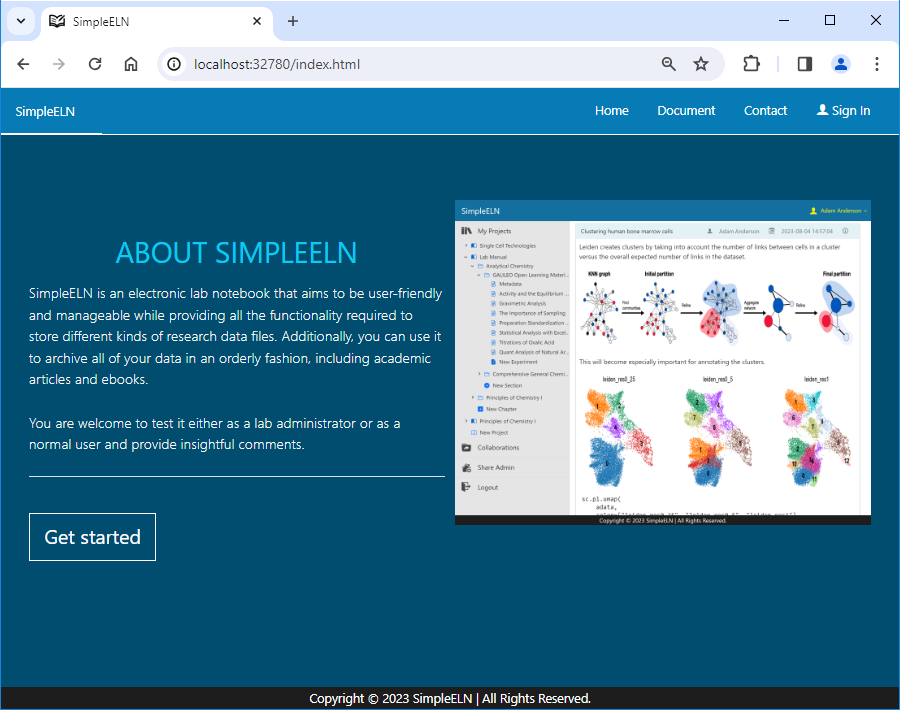 SimpleELN
localhost:32780/index.html
SimpleELN
Home
Document
Contact
Sign In
ABOUT SIMPLEELN
SimpleELN is an electronic lab notebook that aims to be user-friendly
and manageable while providing all the functionality required to
store different kinds of research data files. Additionally, you can use it
to archive all of your data in an orderly fashion, including academic
articles and ebooks.
You are welcome to test it either as a lab administrator or as a
normal user and provide insightful comments.
Get started
SimpleELN
Adam Anderson
My Projects
Single Cell Technologies
Lab Manual
Analytical Chemistry
GALILEO Open Learning Materi...
Metadata
Activity and the Equilibrium ...
Gravimetric Analysis
The Importance of Sampling
Preparation Standardization ...
Statistical Analysis with Excel...
Titrations of Oxalic Acid
Quant Analysis of Natural Ar...
New Experiment
Comprehensive General Chemi...
New Section
Principles of Chemistry I
New Chapter
Principles of Chemistry I
New Project
Collaborations
Share Admin
Logout
Clustering human bone marrow cells
Adam Anderson
2023-08-04 14:57:04
Leiden creates clusters by taking into account the number of links between cells in a cluster
versus the overall expected number of links in the dataset.
KNN graph
Initial partition
Final partition
Find
communities
Refine
Aggregate
network
Refine
This will become especially important for annotating the clusters.
leiden_res0_25
leiden_res0_5
leiden_res1
sc.pl.umap(
adata,
Copyright © 2023 SimpleELN | All Rights Reserved.
Copyright © 2023 SimpleELN | All Rights Reserved.